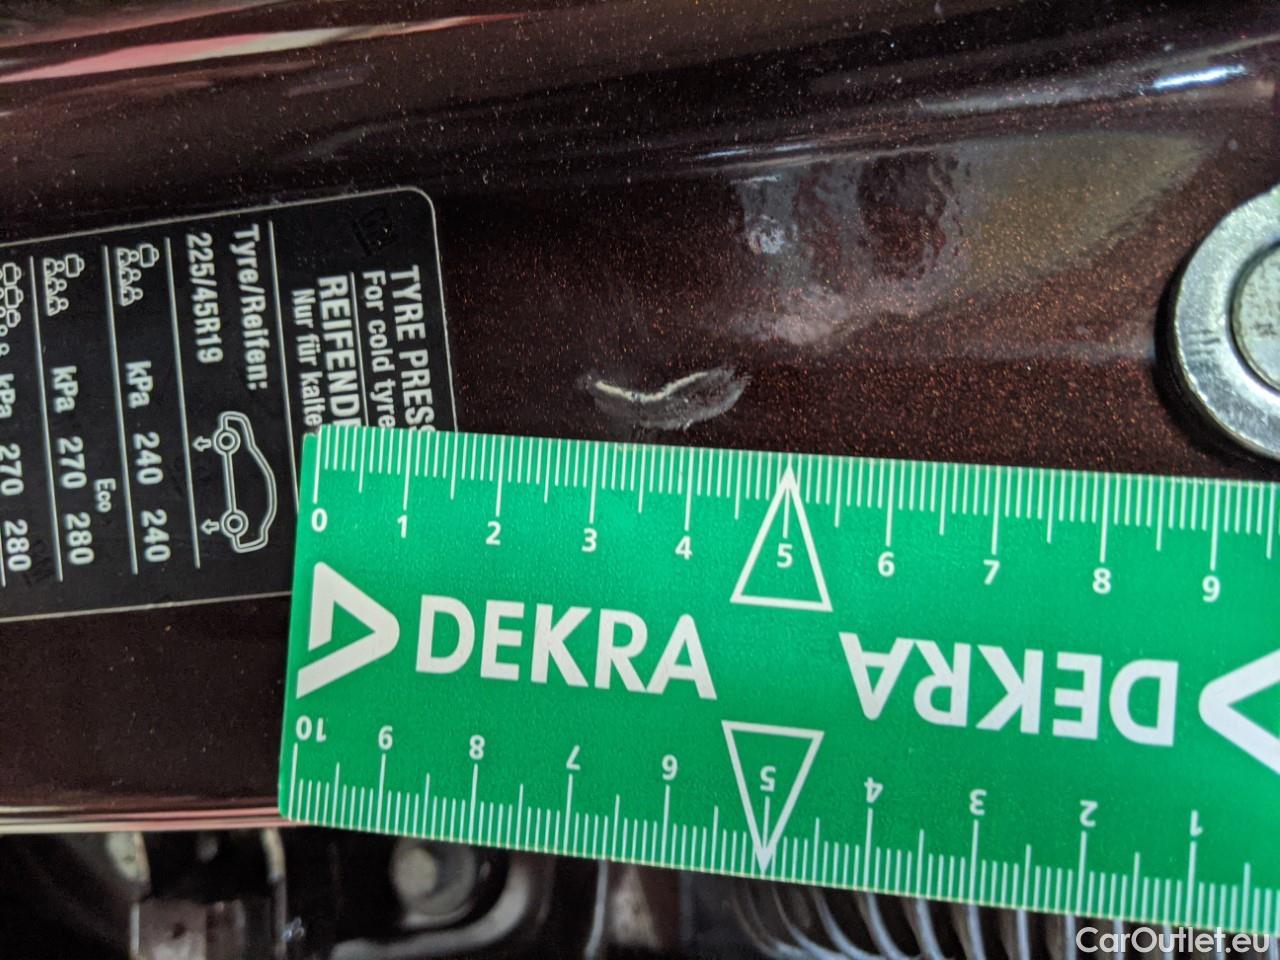 TYRE PRES
For cold tyre
REIFEND
Nur für kalte
Tyre/Reifen:
225/45R19
kPa 240 240
Eco
kPa 270 280
kPa 270 280
0 1 2 3 4 5 6 7 8 9
DEKRA
DEKRA
10 9 8 7 6 5 4 3 2 1
CarOutlet.eu